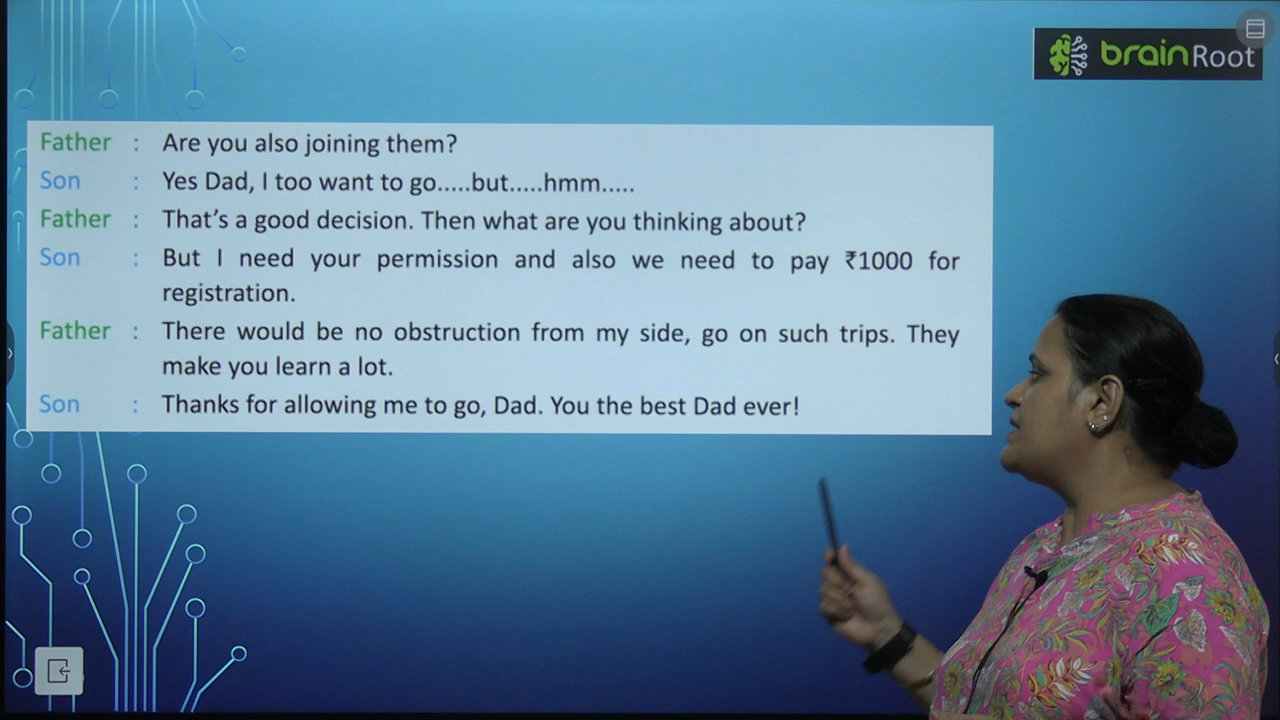 brainRoot
Father : Are you also joining them?
Son : Yes Dad, I too want to go.....but.....hmm.....
Father : That's a good decision. Then what are you thinking about?
Son : But I need your permission and also we need to pay ₹1000 for
registration.
Father : There would be no obstruction from my side, go on such trips. They
make you learn a lot.
Son : Thanks for allowing me to go, Dad. You the best Dad ever!